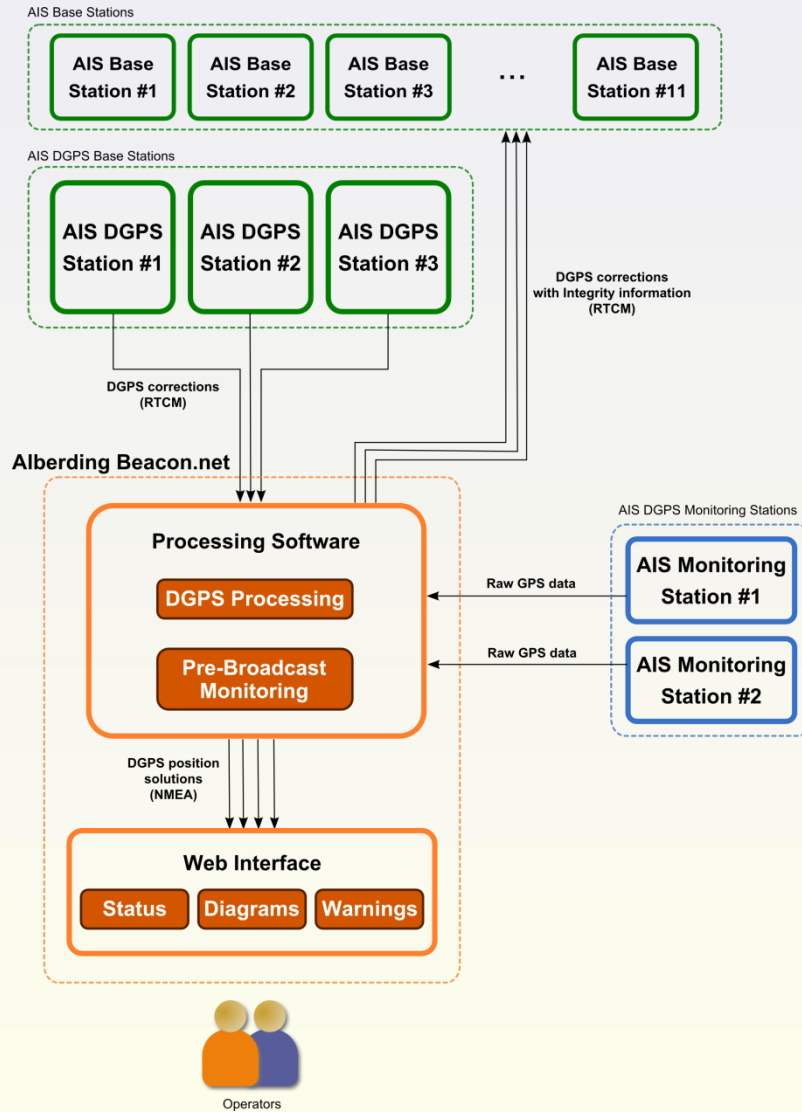 AIS Base Stations
AIS Base
Station #1
AIS Base
Station #2
AIS Base
Station #3
...
AIS Base
Station #11
AIS DGPS Base Stations
AIS DGPS
Station #1
AIS DGPS
Station #2
AIS DGPS
Station #3
DGPS corrections
with Integrity information
(RTCM)
DGPS corrections
(RTCM)
Alberding Beacon.net
Processing Software
DGPS Processing
Pre-Broadcast
Monitoring
AIS DGPS Monitoring Stations
AIS Monitoring
Station #1
Raw GPS data
AIS Monitoring
Station #2
Raw GPS data
DGPS position
solutions
(NMEA)
Web Interface
Status
Diagrams
Warnings
Operators